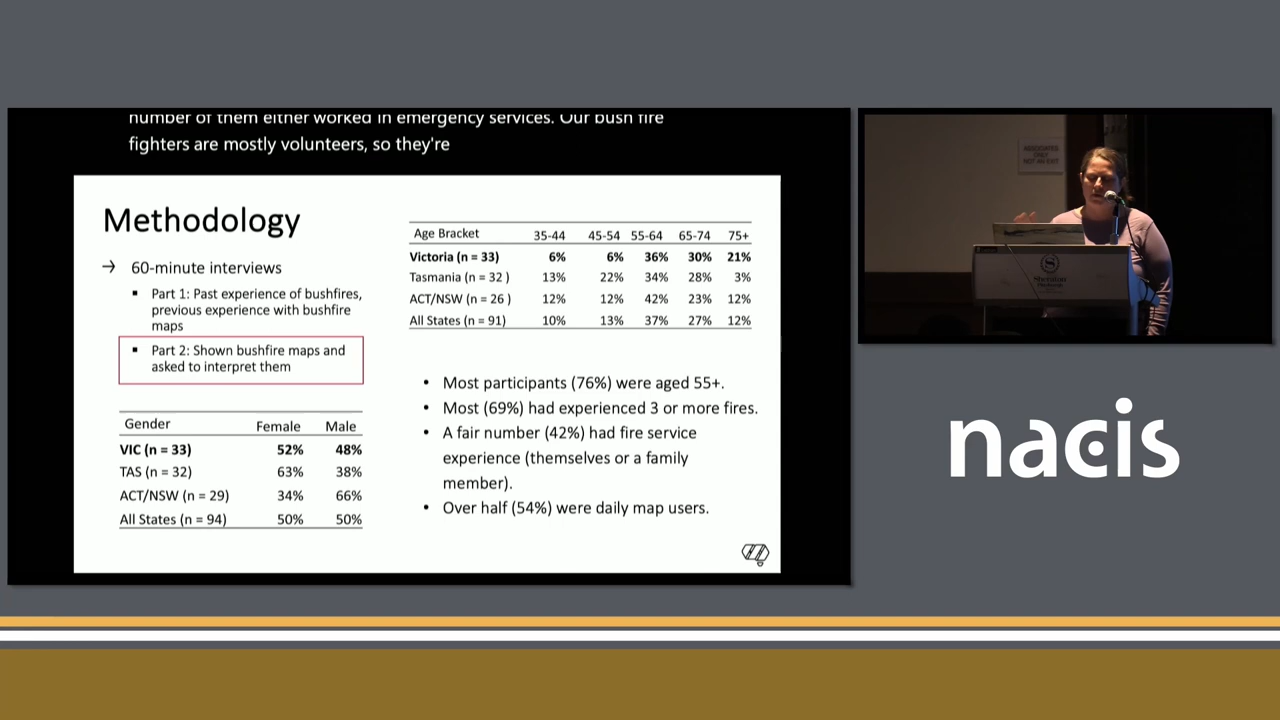 number of them either worked in emergency services. Our bush fire
fighters are mostly volunteers, so they're
Methodology
→ 60-minute interviews
▪ Part 1: Past experience of bushfires,
previous experience with bushfire
maps
▪ Part 2: Shown bushfire maps and
asked to interpret them
Gender Female Male
VIC (n = 33) 52% 48%
TAS (n = 32) 63% 38%
ACT/NSW (n = 29) 34% 66%
All States (n = 94) 50% 50%
Age Bracket 35-44 45-54 55-64 65-74 75+
Victoria (n = 33) 6% 6% 36% 30% 21%
Tasmania (n = 32 ) 13% 22% 34% 28% 3%
ACT/NSW (n = 26 ) 12% 12% 42% 23% 12%
All States (n = 91) 10% 13% 37% 27% 12%
• Most participants (76%) were aged 55+.
• Most (69%) had experienced 3 or more fires.
• A fair number (42%) had fire service
experience (themselves or a family
member).
• Over half (54%) were daily map users.
ASSOCIATES
ONLY
NOT AN EXIT
Sheraton
nacis